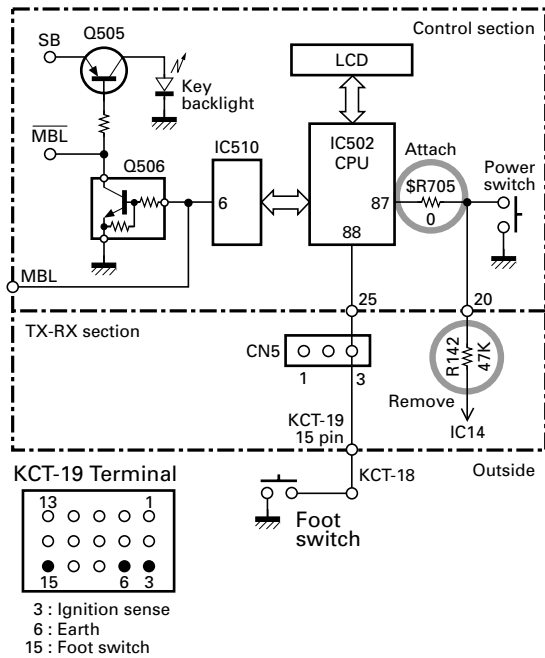 Control section
Q505
SB
LCD
Key
backlight
MBL
Q506
IC510
IC502
CPU
Attach
$R705
0
Power
switch
6
87
88
MBL
25
20
TX-RX section
CN5
1
3
R142
47K
Remove
IC14
KCT-19
15 pin
Outside
KCT-18
Foot
switch
KCT-19 Terminal
13
1
15
6
3
3 : Ignition sense
6 : Earth
15 : Foot switch